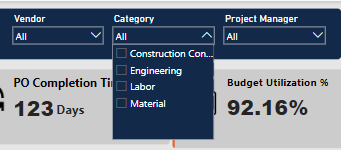 Vendor Category Project Manager
All All All
Construction Con...
Engineering
Labor
Material
PO Completion Ti Budget Utilization %
123 Days 92.16%